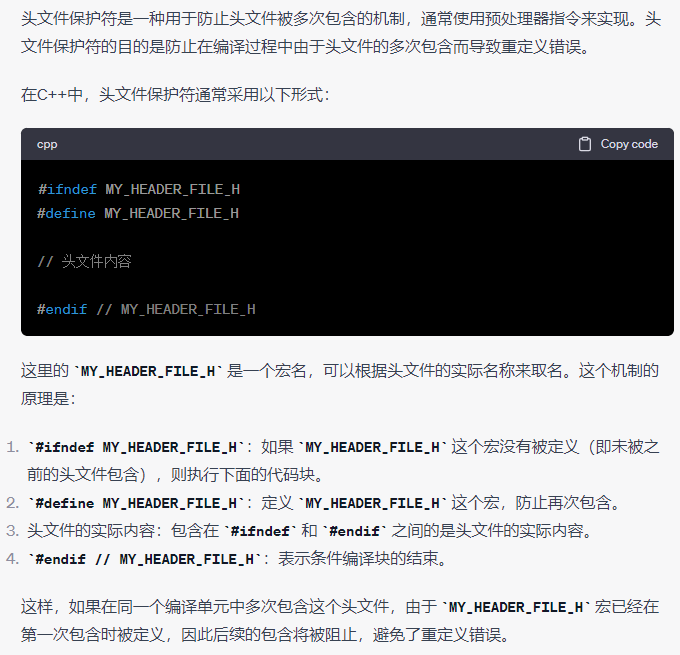 头文件保护符是一种用于防止头文件被多次包含的机制，通常使用预处理器指令来实现。头
文件保护符的目的是防止在编译过程中由于头文件的多次包含而导致重定义错误。
在C++中，头文件保护符通常采用以下形式：
cpp Copy code
#ifndef MY_HEADER_FILE_H
#define MY_HEADER_FILE_H
// 头文件内容
#endif // MY_HEADER_FILE_H
这里的 `MY_HEADER_FILE_H` 是一个宏名，可以根据头文件的实际名称来取名。这个机制的
原理是：
1. `#ifndef MY_HEADER_FILE_H`：如果 `MY_HEADER_FILE_H` 这个宏没有被定义（即未被之
前的头文件包含），则执行下面的代码块。
2. `#define MY_HEADER_FILE_H`：定义 `MY_HEADER_FILE_H` 这个宏，防止再次包含。
3. 头文件的实际内容：包含在 `#ifndef` 和 `#endif` 之间的是头文件的实际内容。
4. `#endif // MY_HEADER_FILE_H`：表示条件编译块的结束。
这样，如果在同一个编译单元中多次包含这个头文件，由于 `MY_HEADER_FILE_H` 宏已经在
第一次包含时被定义，因此后续的包含将被阻止，避免了重定义错误。